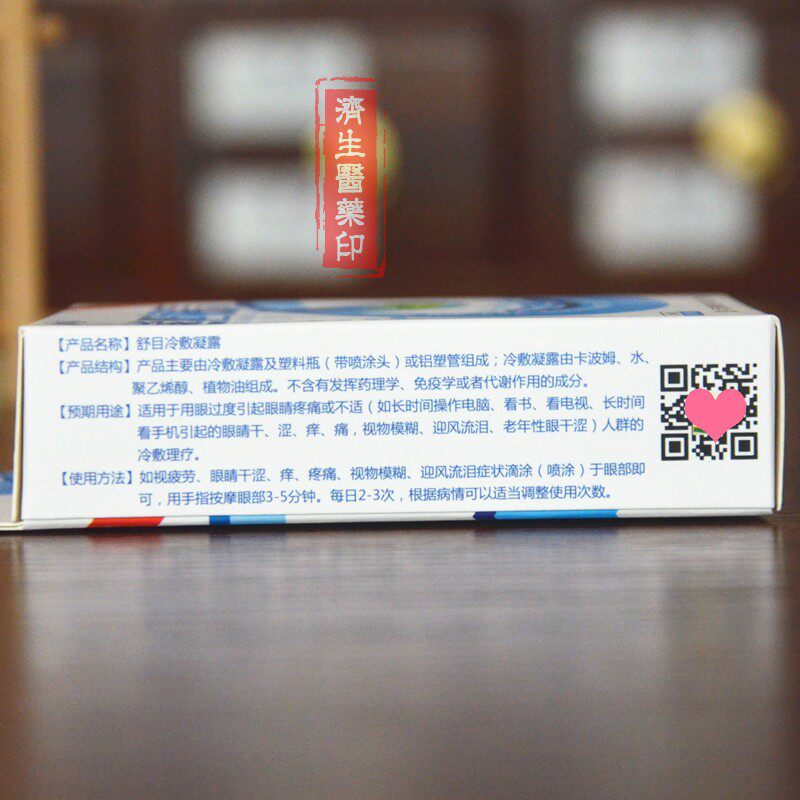 濟生醫藥印
【产品名称】舒目冷敷凝露
【产品结构】产品主要由冷敷凝露及塑料瓶（带喷涂头）或铝塑管组成；冷敷凝露由卡波姆、水、
聚乙烯醇、植物油组成。不含有发挥药理学、免疫学或者代谢作用的成分。
【预期用途】适用于用眼过度引起眼睛疼痛或不适（如长时间操作电脑、看书、看电视、长时间
看手机引起的眼睛干、涩、痒、痛，视物模糊、迎风流泪、老年性眼干涩）人群的
冷敷理疗。
【使用方法】如视疲劳、眼睛干涩、痒、疼痛、视物模糊、迎风流泪症状滴涂（喷涂）于眼部即
可，用手指按摩眼部3-5分钟。每日2-3次，根据病情可以适当调整使用次数。